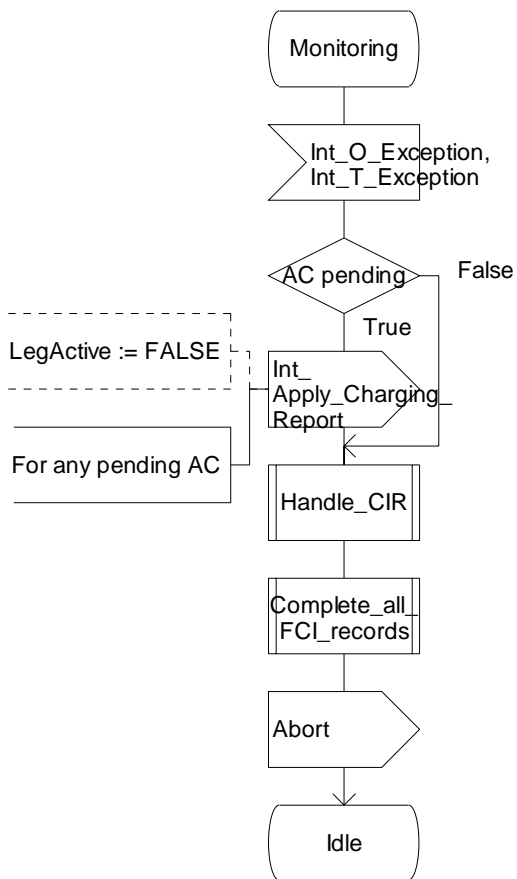 Monitoring
Int_O_Exception,
Int_T_Exception
AC pending
False
True
LegActive := FALSE
Int_
Apply_Charging_
Report
For any pending AC
Handle_CIR
Complete_all_
FCI_records
Abort
Idle